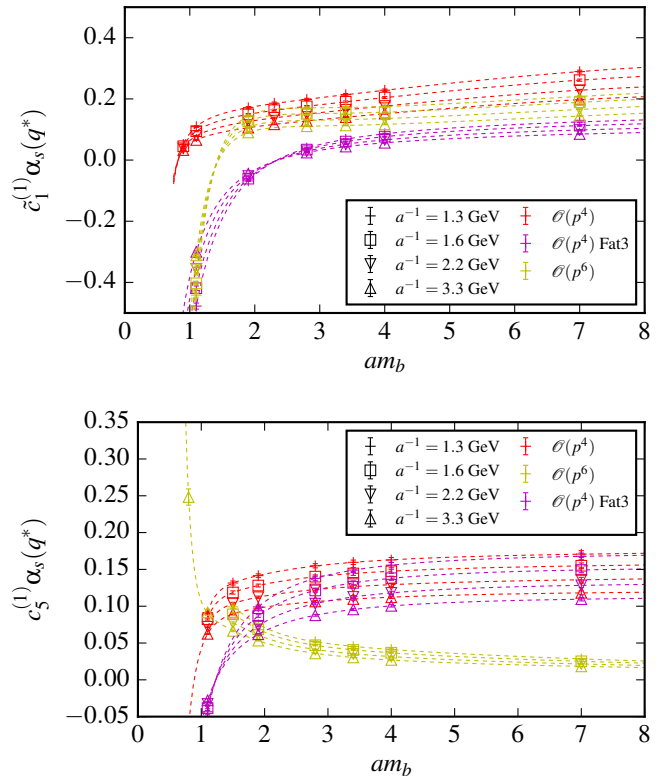 0.4
0.2
0.0
−0.2
−0.4
c̃₁⁽¹⁾αₛ(q*)
a⁻¹ = 1.3 GeV
a⁻¹ = 1.6 GeV
a⁻¹ = 2.2 GeV
a⁻¹ = 3.3 GeV
𝒪(p⁴)
𝒪(p⁴) Fat3
𝒪(p⁶)
0 1 2 3 4 5 6 7 8
am_b
0.35
0.30
0.25
0.20
0.15
0.10
0.05
0.00
−0.05
c₅⁽¹⁾αₛ(q*)
a⁻¹ = 1.3 GeV
a⁻¹ = 1.6 GeV
a⁻¹ = 2.2 GeV
a⁻¹ = 3.3 GeV
𝒪(p⁴)
𝒪(p⁶)
𝒪(p⁴) Fat3
0 1 2 3 4 5 6 7 8
am_b